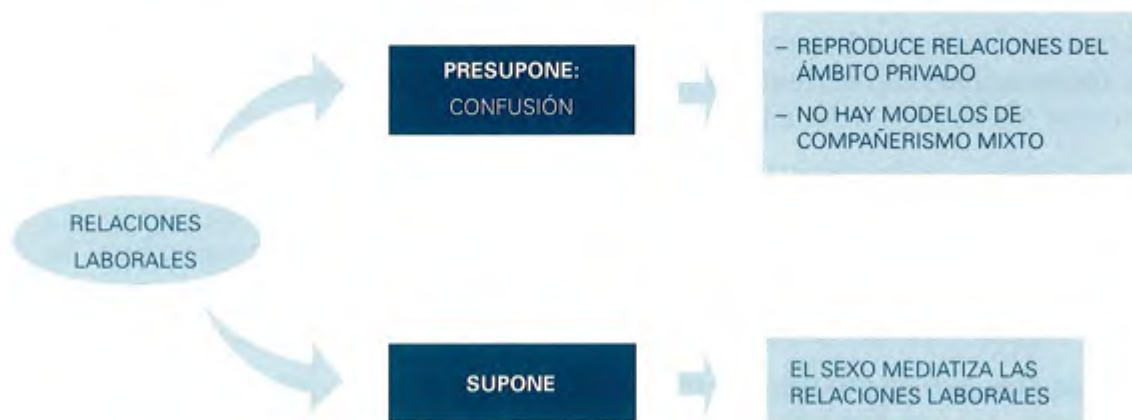 RELACIONES
LABORALES
PRESUPONE:
CONFUSIÓN
– REPRODUCE RELACIONES DEL
ÁMBITO PRIVADO
– NO HAY MODELOS DE
COMPAÑERISMO MIXTO
SUPONE
EL SEXO MEDIATIZA LAS
RELACIONES LABORALES